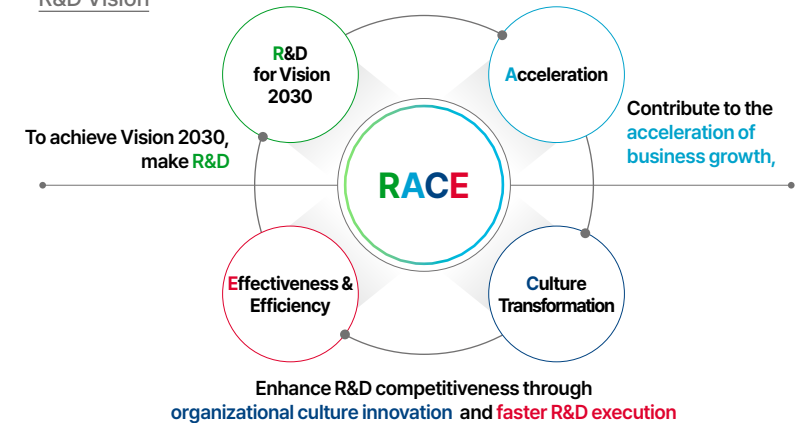 R&D Vision
R&D
for Vision
2030
Acceleration
To achieve Vision 2030,
make R&D
Contribute to the
acceleration of
business growth,
RACE
Effectiveness &
Efficiency
Culture
Transformation
Enhance R&D competitiveness through
organizational culture innovation and faster R&D execution